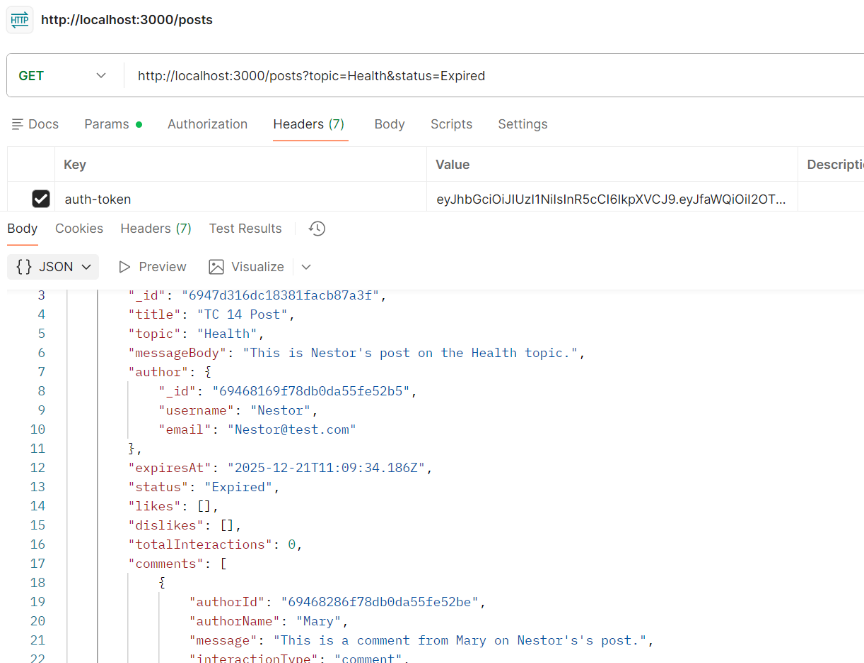 HTTP http://localhost:3000/posts
GET http://localhost:3000/posts?topic=Health&status=Expired
Docs Params Authorization Headers (7) Body Scripts Settings
Key Value Descripti
auth-token eyJhbGciOiJIUzI1NiIsInR5cCI6IkpXVCJ9.eyJfaWQiOiI2OT...
Body Cookies Headers (7) Test Results
{} JSON Preview Visualize
3 "_id": "6947d316dc18381facb87a3f",
4 "title": "TC 14 Post",
5 "topic": "Health",
6 "messageBody": "This is Nestor's post on the Health topic.",
7 "author": {
8 "_id": "69468169f78db0da55fe52b5",
9 "username": "Nestor",
10 "email": "Nestor@test.com"
11 },
12 "expiresAt": "2025-12-21T11:09:34.186Z",
13 "status": "Expired",
14 "likes": [],
15 "dislikes": [],
16 "totalInteractions": 0,
17 "comments": [
18 {
19 "authorId": "69468286f78db0da55fe52be",
20 "authorName": "Mary",
21 "message": "This is a comment from Mary on Nestor's's post.",
22 "interactionType": "comment",